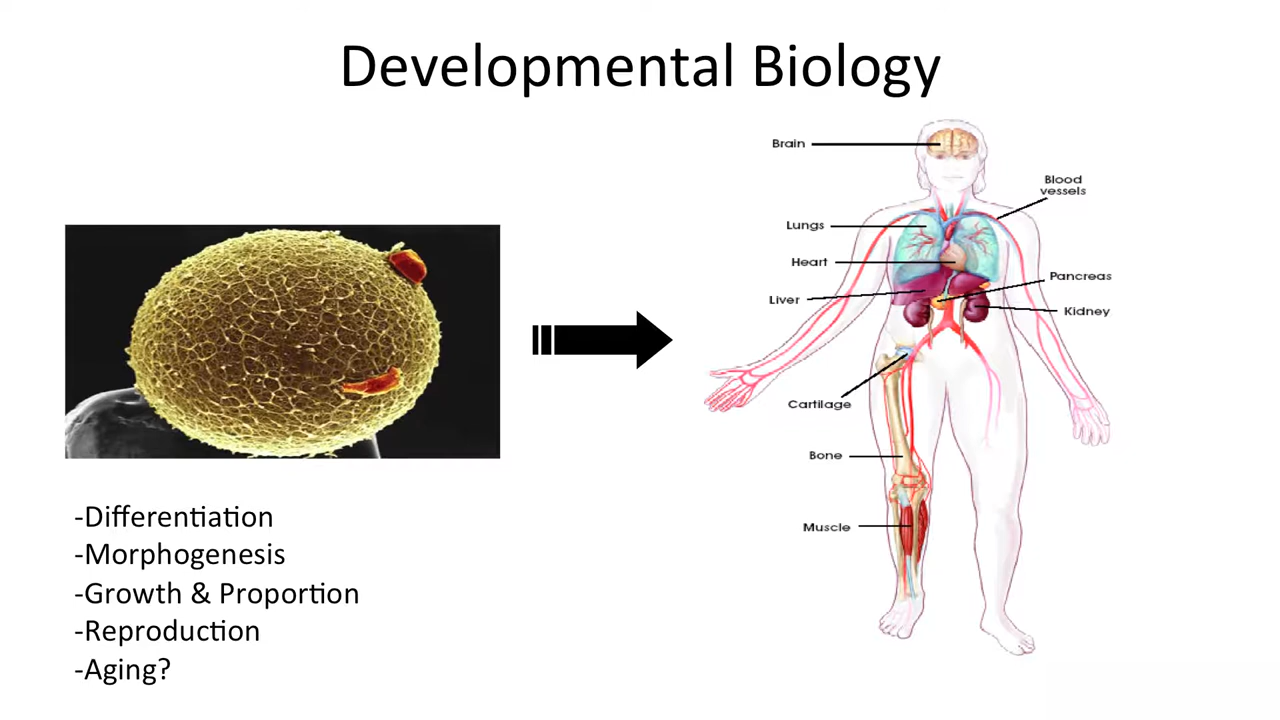 Developmental Biology
Brain
Blood
vessels
Lungs
Heart
Pancreas
Liver
Kidney
Cartilage
Bone
Muscle
-Differentiation
-Morphogenesis
-Growth & Proportion
-Reproduction
-Aging?